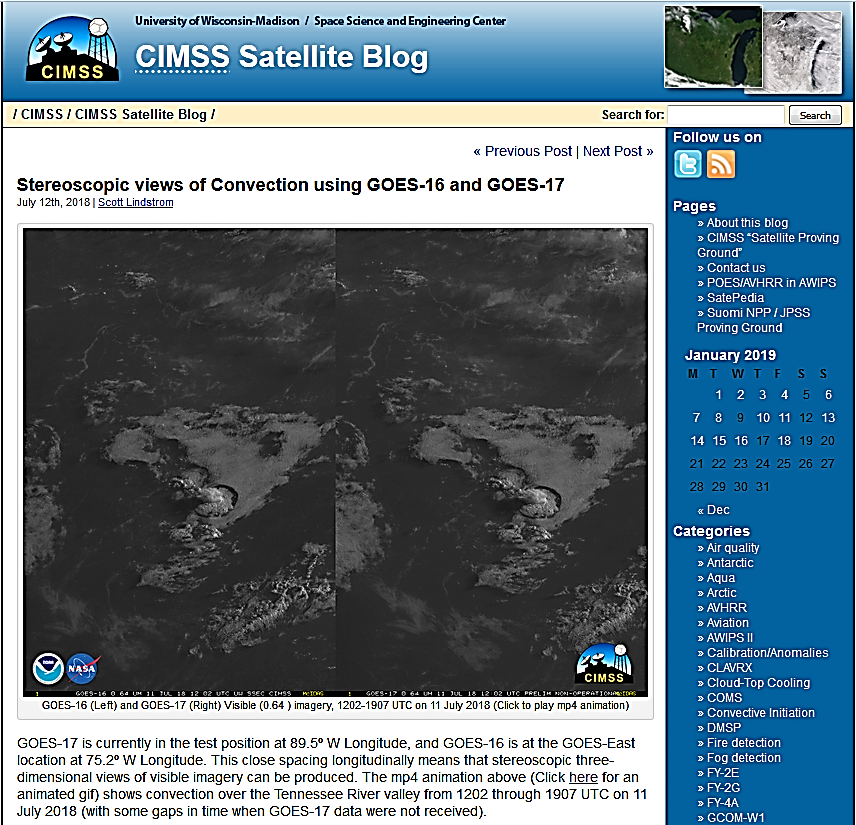 University of Wisconsin-Madison / Space Science and Engineering Center
CIMSS
CIMSS Satellite Blog
/ CIMSS / CIMSS Satellite Blog /
Search for:
Search
« Previous Post | Next Post »
Stereoscopic views of Convection using GOES-16 and GOES-17
July 12th, 2018 | Scott Lindstrom
NASA
CIMSS
1 GOES-16 0.64 UM 11 JUL 18 12 02 UTC UW SSEC CIMSS McIDAS
1 GOES-17 0.64 UM 11 JUL 18 12 02 UTC PRELIM NON-OPERATIONAL McIDAS
GOES-16 (Left) and GOES-17 (Right) Visible (0.64 ) imagery, 1202-1907 UTC on 11 July 2018 (Click to play mp4 animation)
GOES-17 is currently in the test position at 89.5º W Longitude, and GOES-16 is at the GOES-East
location at 75.2º W Longitude. This close spacing longitudinally means that stereoscopic three-
dimensional views of visible imagery can be produced. The mp4 animation above (Click here for an
animated gif) shows convection over the Tennessee River valley from 1202 through 1907 UTC on 11
July 2018 (with some gaps in time when GOES-17 data were not received).
Follow us on
Pages
» About this blog
» CIMSS "Satellite Proving
Ground"
» Contact us
» POES/AVHRR in AWIPS
» SatePedia
» Suomi NPP / JPSS
Proving Ground
January 2019
M T W T F S S
1 2 3 4 5 6
7 8 9 10 11 12 13
14 15 16 17 18 19 20
21 22 23 24 25 26 27
28 29 30 31
« Dec
Categories
» Air quality
» Antarctic
» Aqua
» Arctic
» AVHRR
» Aviation
» AWIPS II
» Calibration/Anomalies
» CLAVRX
» Cloud-Top Cooling
» COMS
» Convective Initiation
» DMSP
» Fire detection
» Fog detection
» FY-2E
» FY-2G
» FY-4A
» GCOM-W1